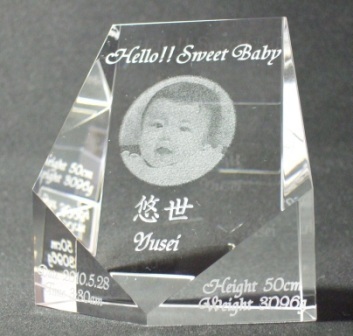 Hello!! Sweet Baby
悠世
Yusei
Height 50cm
Weight 3096g